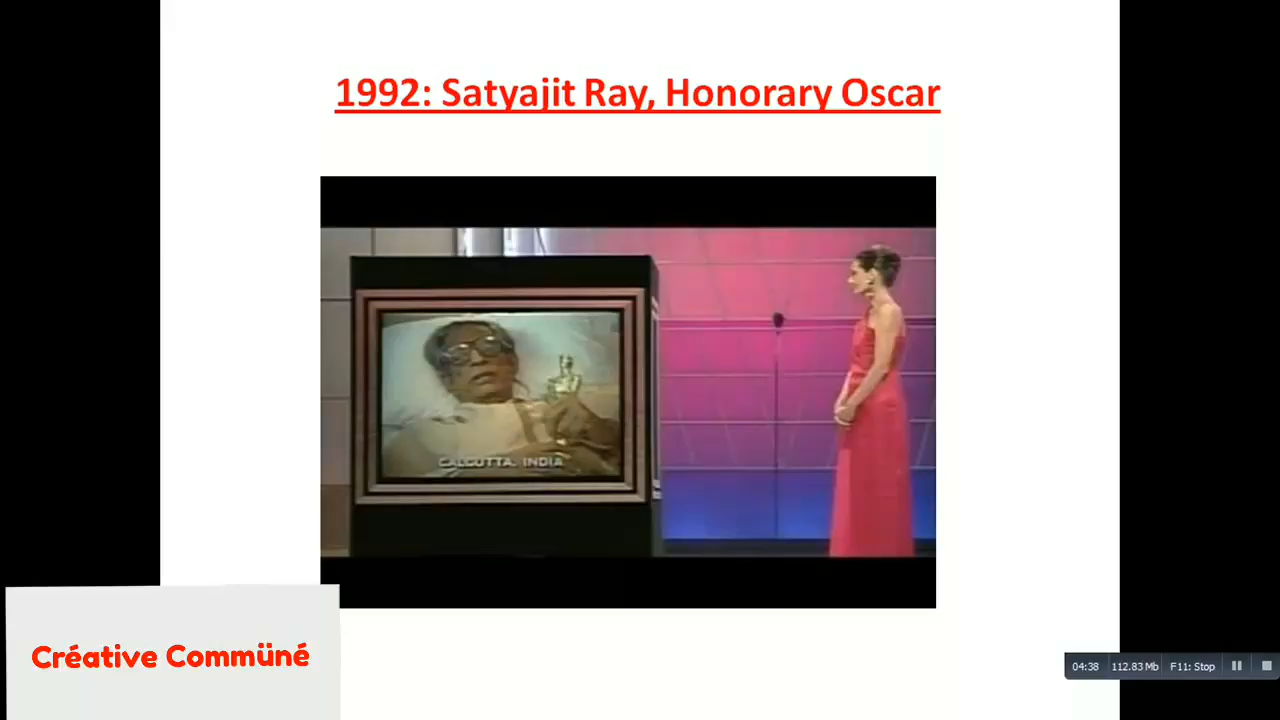 1992: Satyajit Ray, Honorary Oscar
CALCUTTA, INDIA
Créative Commüné
04:38 112.83 Mb F11: Stop